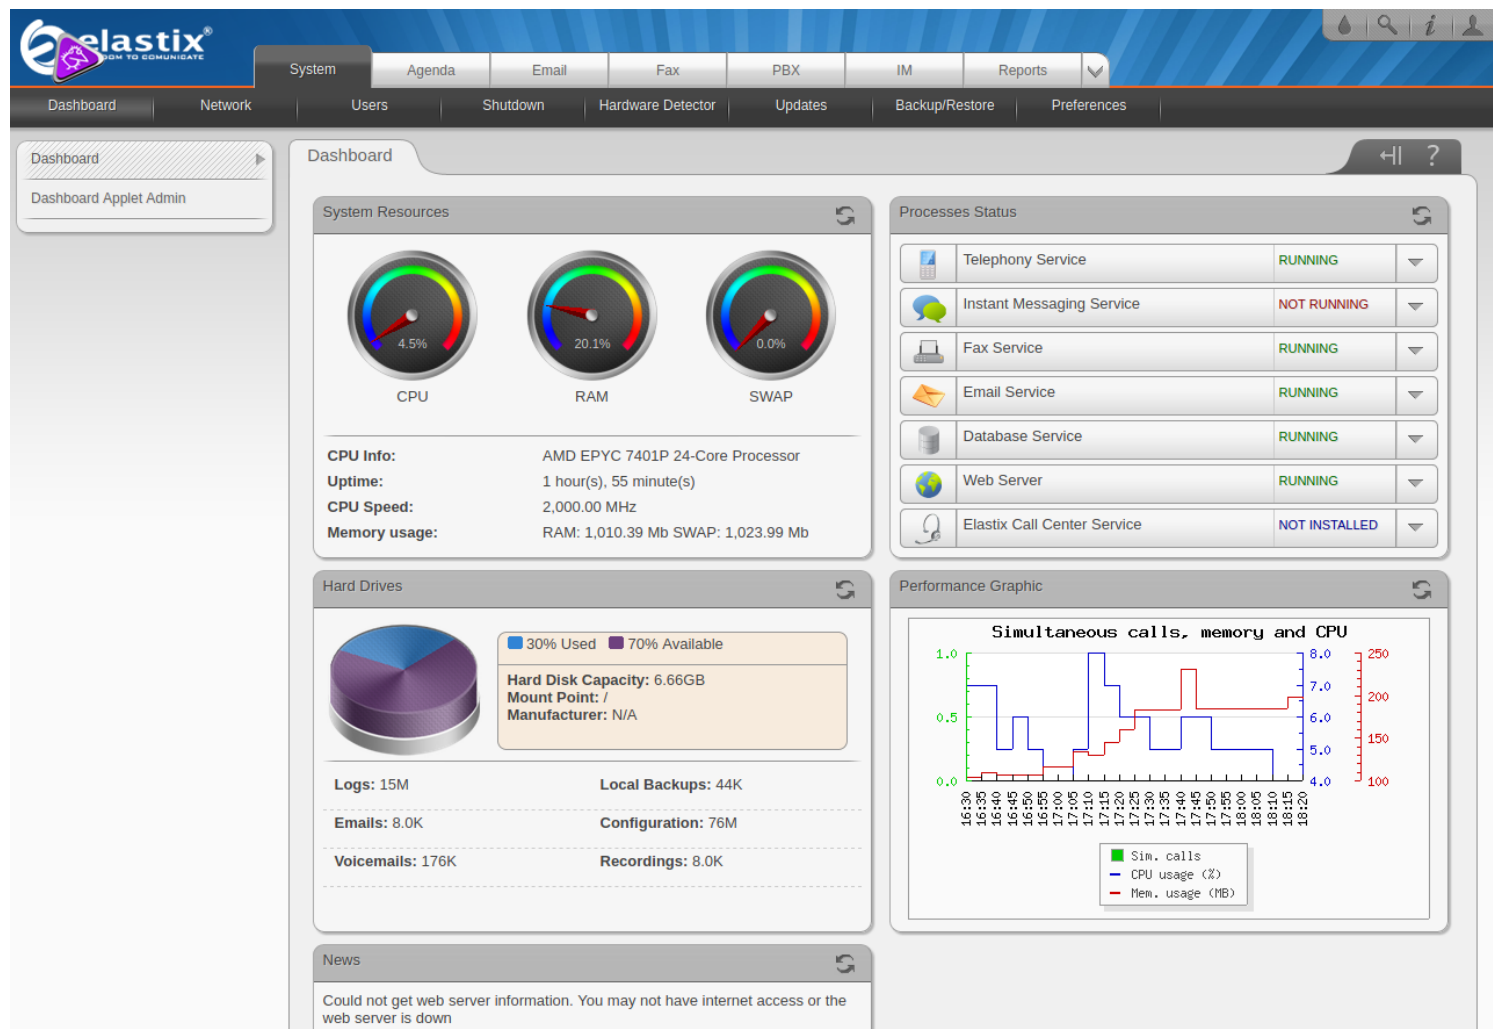 elastix®
System
Agenda
Email
Fax
PBX
IM
Reports
Dashboard
Network
Users
Shutdown
Hardware Detector
Updates
Backup/Restore
Preferences
Dashboard
Dashboard Applet Admin
Dashboard
?
System Resources
4.5%
20.1%
0.0%
CPU
RAM
SWAP
CPU Info: AMD EPYC 7401P 24-Core Processor
Uptime: 1 hour(s), 55 minute(s)
CPU Speed: 2,000.00 MHz
Memory usage: RAM: 1,010.39 Mb SWAP: 1,023.99 Mb
Processes Status
Telephony Service RUNNING
Instant Messaging Service NOT RUNNING
Fax Service RUNNING
Email Service RUNNING
Database Service RUNNING
Web Server RUNNING
Elastix Call Center Service NOT INSTALLED
Hard Drives
30% Used 70% Available
Hard Disk Capacity: 6.66GB
Mount Point: /
Manufacturer: N/A
Logs: 15M
Local Backups: 44K
Emails: 8.0K
Configuration: 76M
Voicemails: 176K
Recordings: 8.0K
Performance Graphic
Simultaneous calls, memory and CPU
1.0
0.5
0.0
8.0
7.0
6.0
5.0
4.0
250
200
150
100
16:30
16:35
16:40
16:45
16:50
16:55
17:00
17:05
17:10
17:15
17:20
17:25
17:30
17:35
17:40
17:45
17:50
17:55
18:00
18:05
18:10
18:15
18:20
Sim. calls
CPU usage (%)
Mem. usage (MB)
News
Could not get web server information. You may not have internet access or the
web server is down